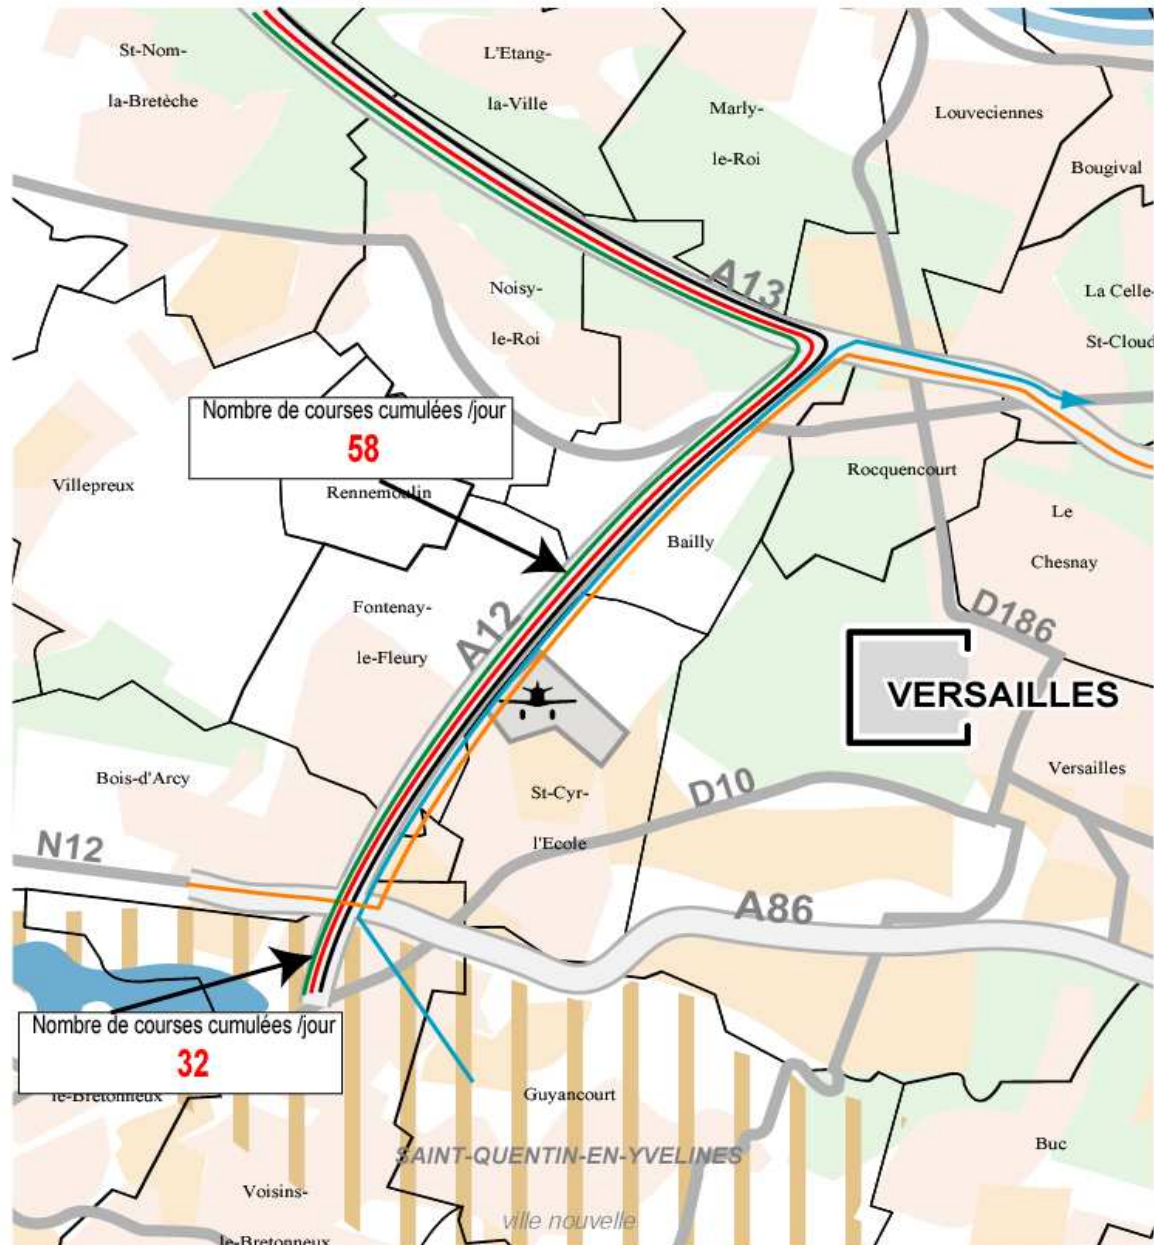 St-Nom-
la-Bretèche
L'Etang-
la-Ville
Marly-
le-Roi
Louveciennes
Bougival
A13
Noisy-
le-Roi
La Celle-
St-Cloud
Nombre de courses cumulées /jour
58
Villepreux
Rennemoulin
Rocquencourt
Bailly
Le
Chesnay
Fontenay-
le-Fleury
A12
D186
VERSAILLES
Bois-d'Arcy
St-Cyr-
l'Ecole
D10
Versailles
N12
A86
Nombre de courses cumulées /jour
32
le-Bretonneux
Guyancourt
SAINT-QUENTIN-EN-YVELINES
Buc
Voisins-
le-Bretonneux
ville nouvelle